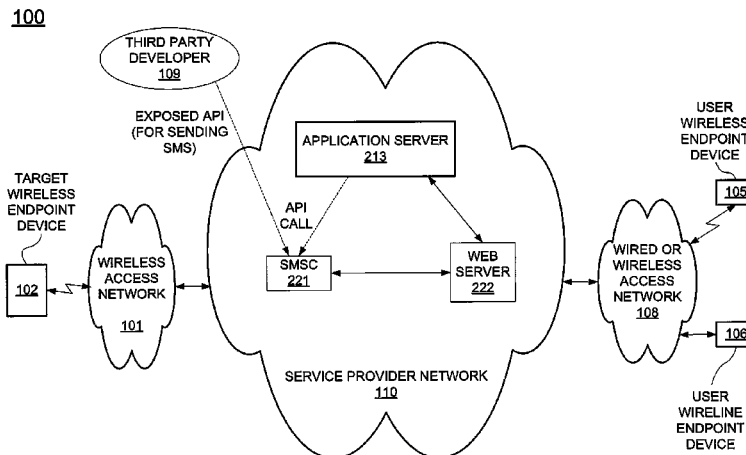 100
THIRD PARTY
DEVELOPER
109
EXPOSED API
(FOR SENDING
SMS)
APPLICATION SERVER
213
API
CALL
SMSC
221
WEB
SERVER
222
SERVICE PROVIDER NETWORK
110
TARGET
WIRELESS
ENDPOINT
DEVICE
102
WIRELESS
ACCESS
NETWORK
101
WIRED OR
WIRELESS
ACCESS
NETWORK
108
USER
WIRELESS
ENDPOINT
DEVICE
105
106
USER
WIRELINE
ENDPOINT
DEVICE